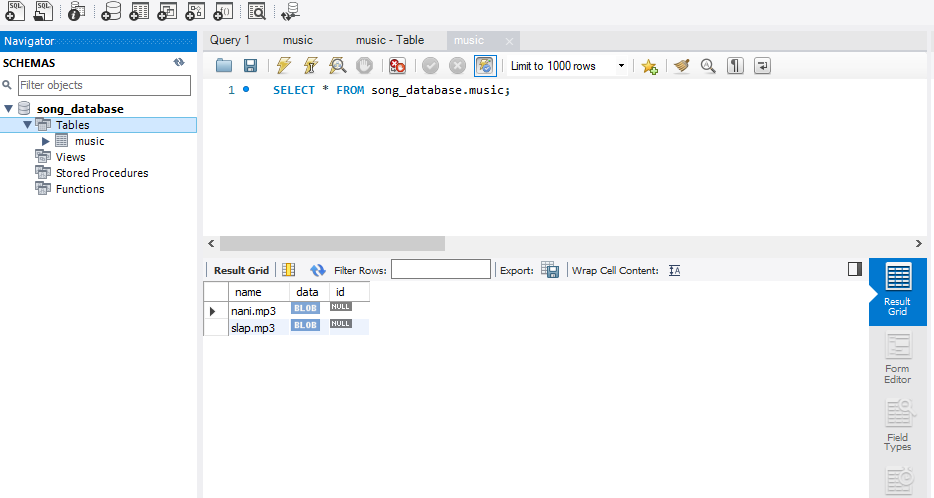 SQL
SQL
Navigator
SCHEMAS
Filter objects
song_database
Tables
music
Views
Stored Procedures
Functions
Query 1
music
music - Table
music
Limit to 1000 rows
1
SELECT * FROM song_database.music;
Result Grid
Filter Rows:
Export:
Wrap Cell Content:
name data id
nani.mp3 BLOB NULL
slap.mp3 BLOB NULL
Result
Grid
Form
Editor
Field
Types